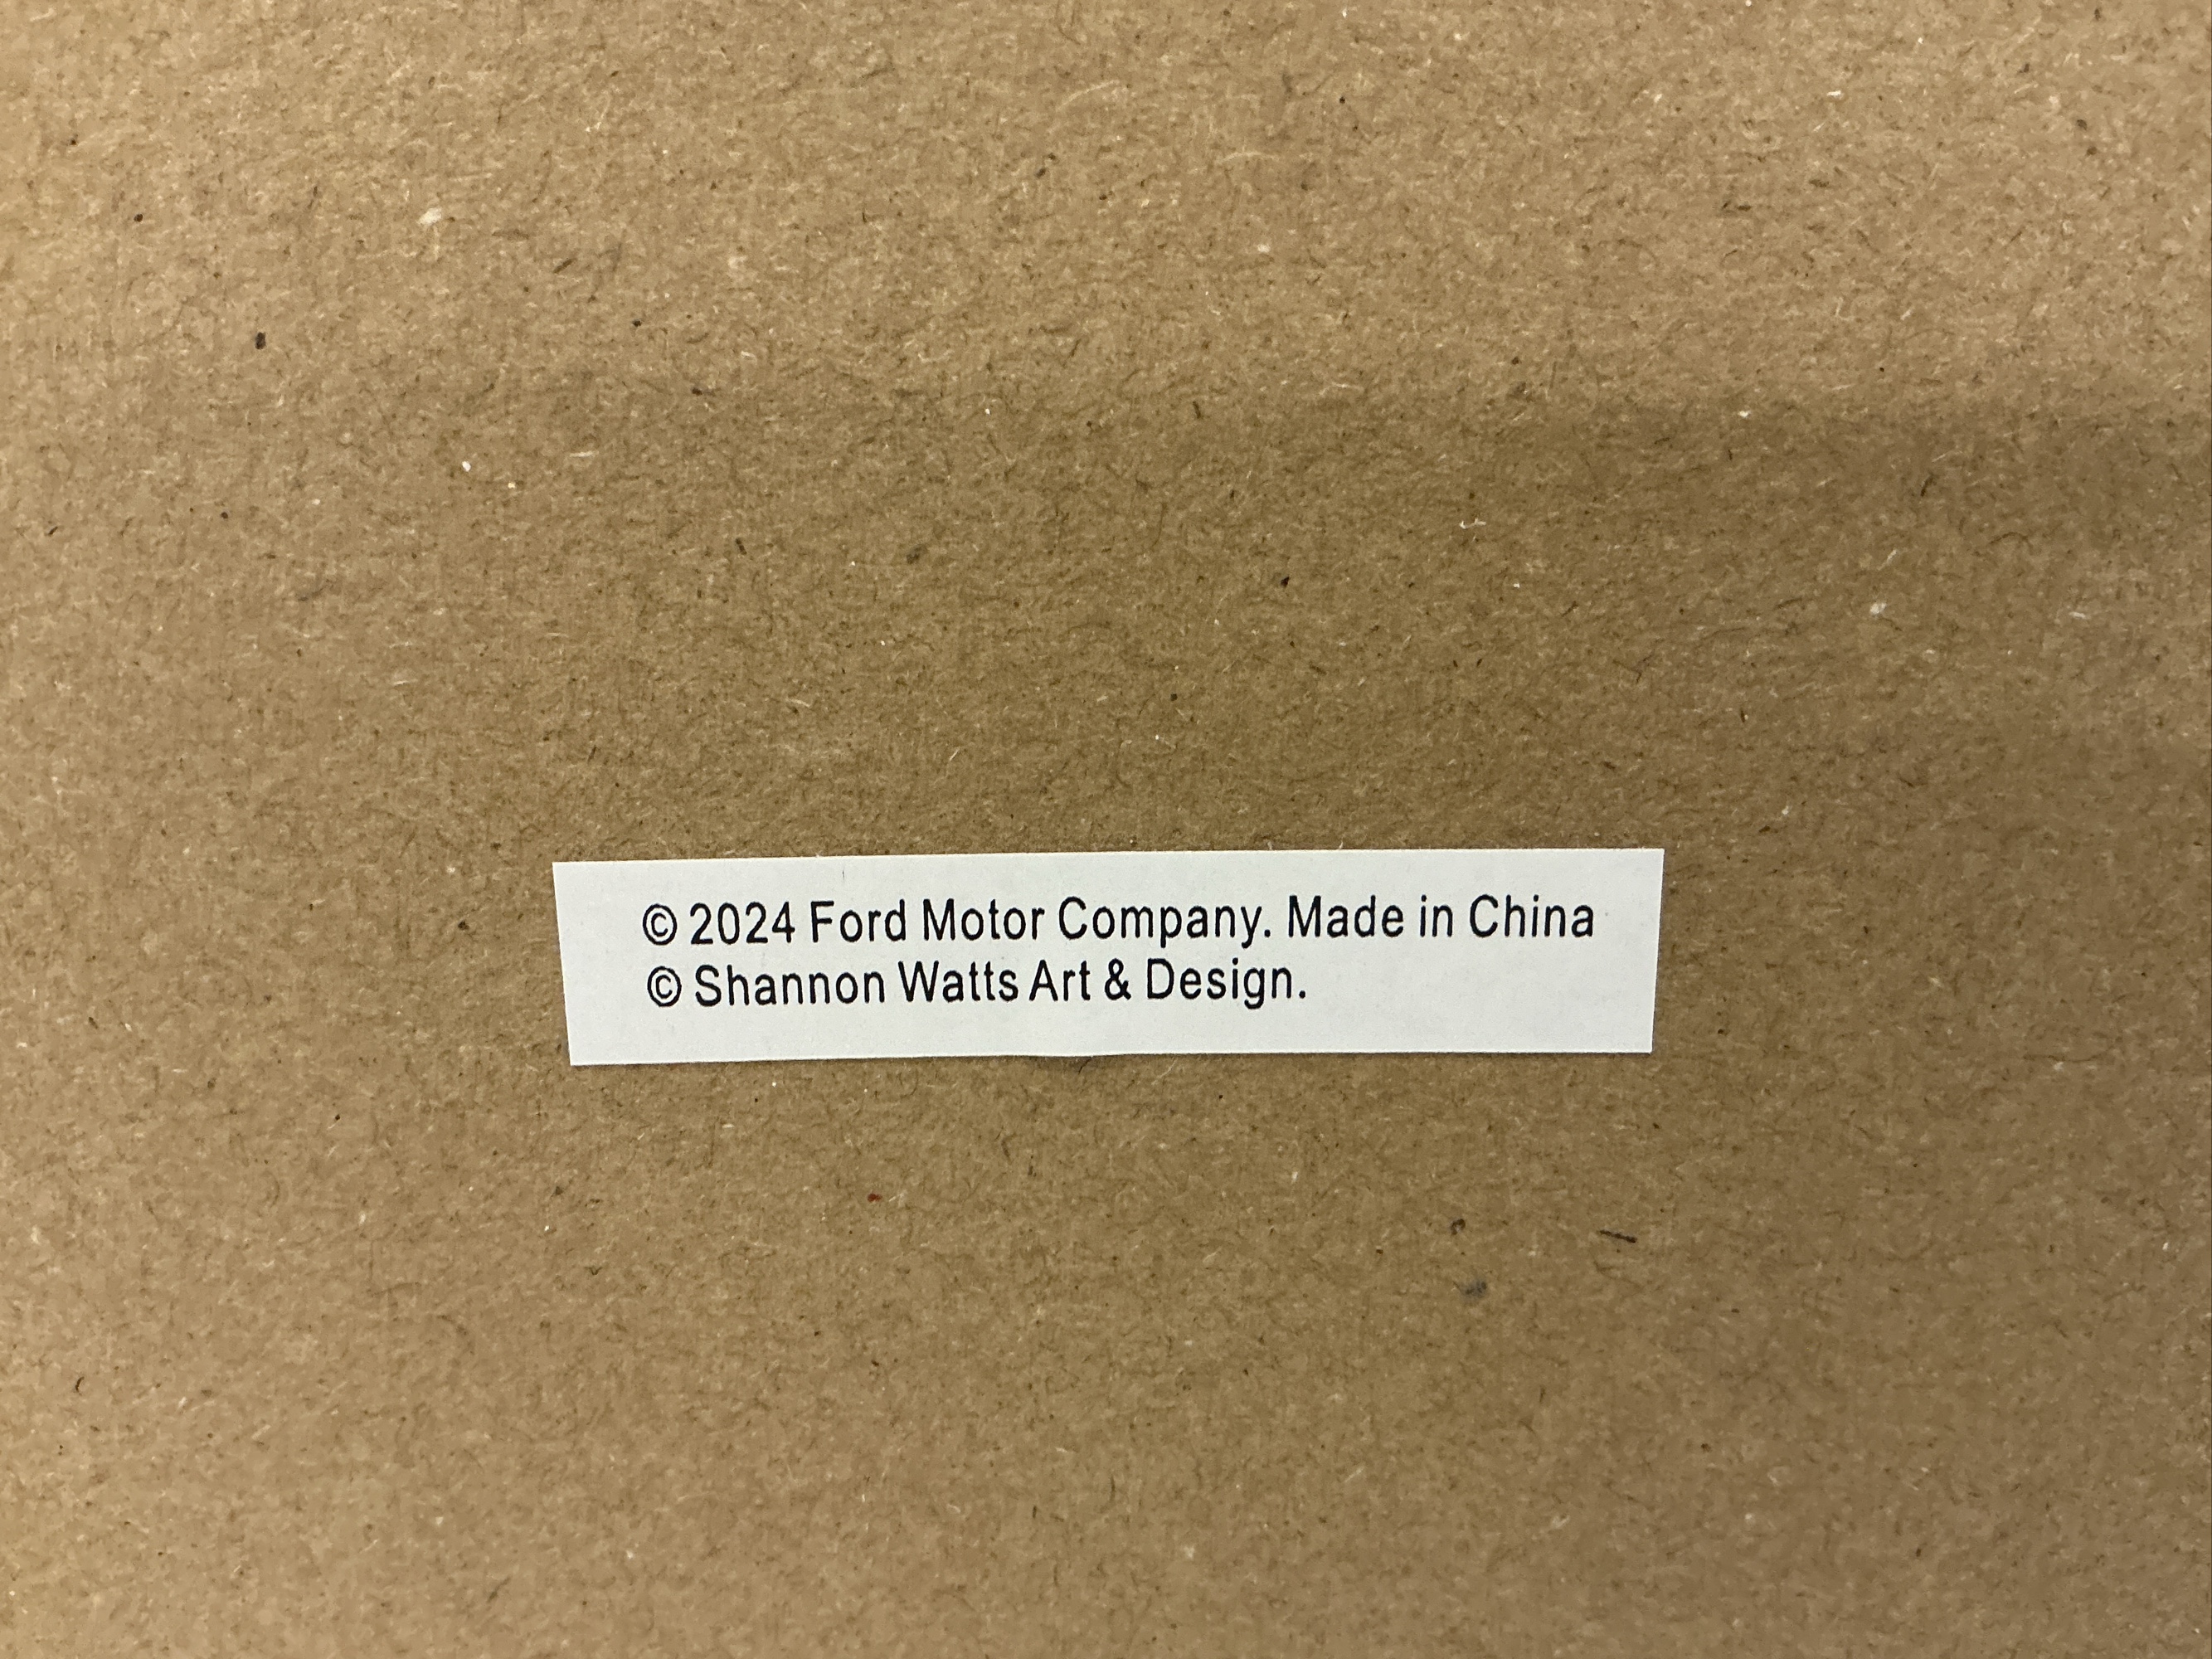 © 2024 Ford Motor Company. Made in China
© Shannon Watts Art & Design.